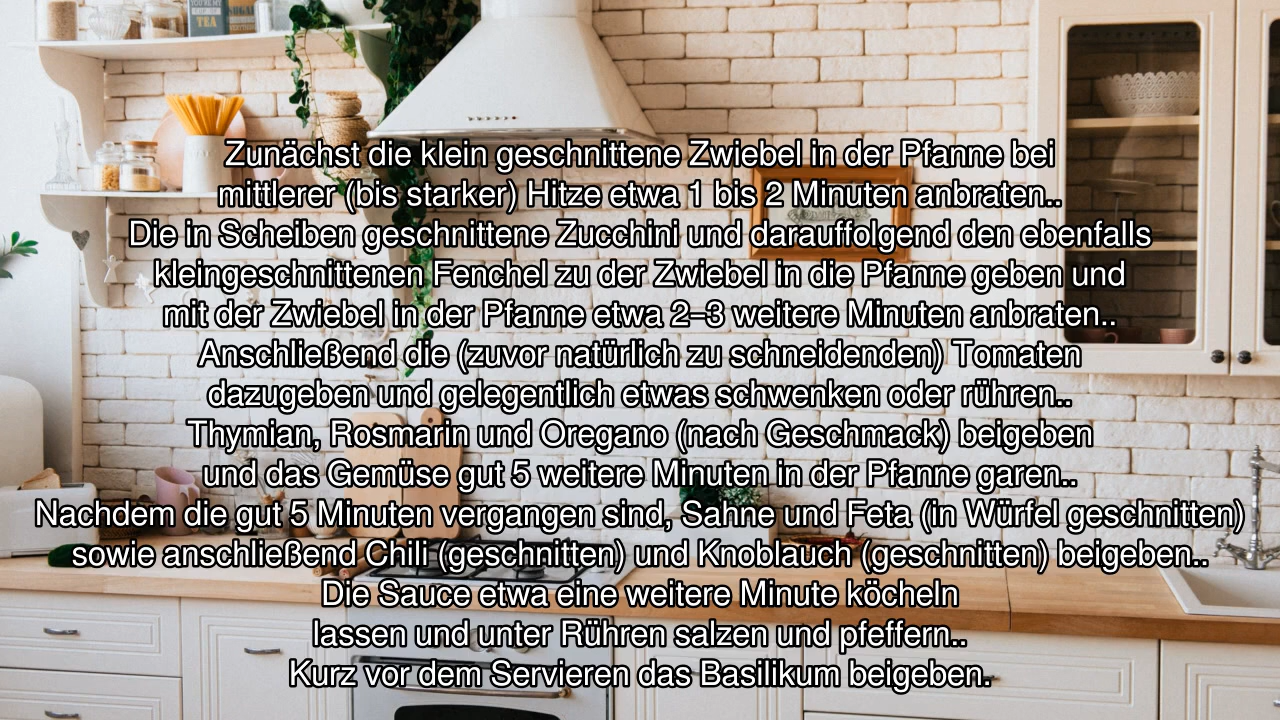 Zunächst die klein geschnittene Zwiebel in der Pfanne bei
mittlerer (bis starker) Hitze etwa 1 bis 2 Minuten anbraten..
Die in Scheiben geschnittene Zucchini und darauffolgend den ebenfalls
kleingeschnittenen Fenchel zu der Zwiebel in die Pfanne geben und
mit der Zwiebel in der Pfanne etwa 2–3 weitere Minuten anbraten..
Anschließend die (zuvor natürlich zu schneidenden) Tomaten
dazugeben und gelegentlich etwas schwenken oder rühren..
Thymian, Rosmarin und Oregano (nach Geschmack) beigeben
und das Gemüse gut 5 weitere Minuten in der Pfanne garen..
Nachdem die gut 5 Minuten vergangen sind, Sahne und Feta (in Würfel geschnitten)
sowie anschließend Chili (geschnitten) und Knoblauch (geschnitten) beigeben..
Die Sauce etwa eine weitere Minute köcheln
lassen und unter Rühren salzen und pfeffern..
Kurz vor dem Servieren das Basilikum beigeben.
TEA